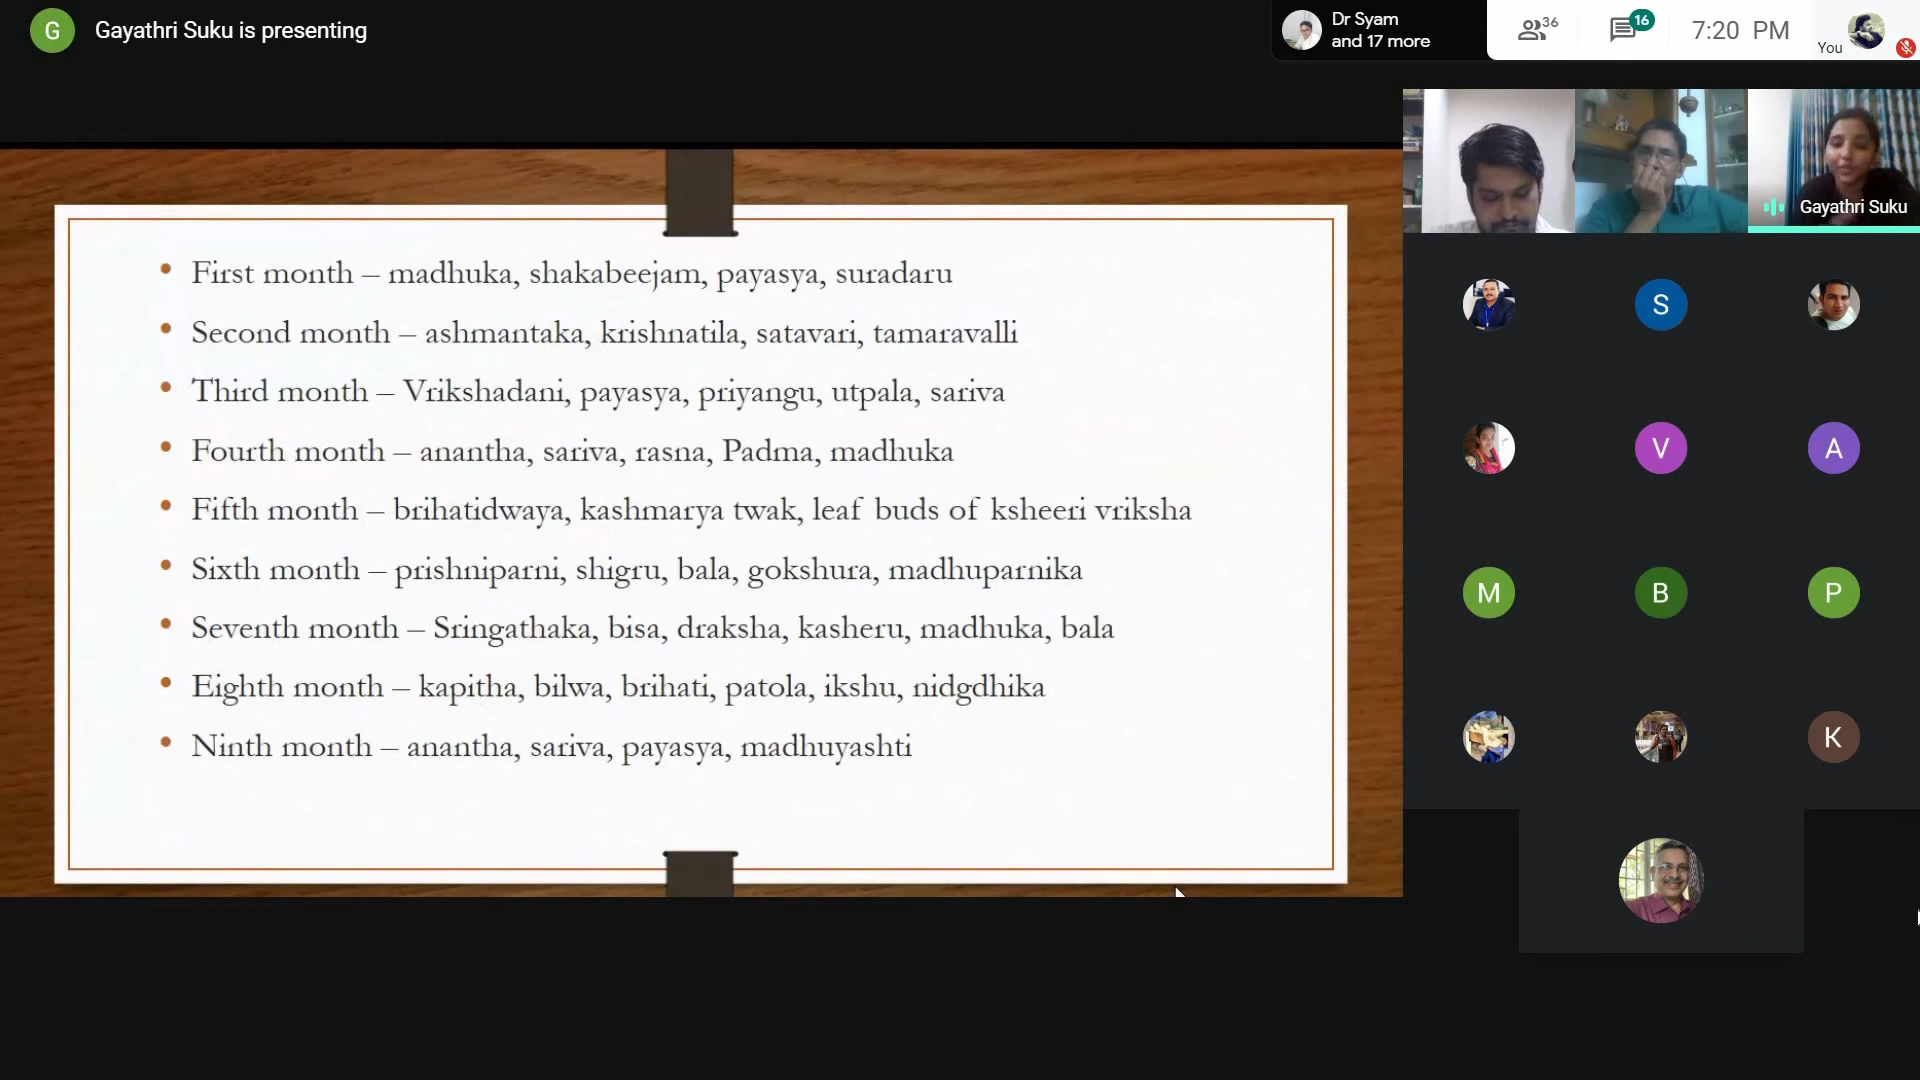 G
Gayathri Suku is presenting
Dr Syam
and 17 more
36
16
7:20 PM
You
Gayathri Suku
• First month – madhuka, shakabeejam, payasya, suradaru
• Second month – ashmantaka, krishnatila, satavari, tamaravalli
• Third month – Vrikshadani, payasya, priyangu, utpala, sariva
• Fourth month – anantha, sariva, rasna, Padma, madhuka
• Fifth month – brihatidwaya, kashmarya twak, leaf buds of ksheeri vriksha
• Sixth month – prishniparni, shigru, bala, gokshura, madhuparnika
• Seventh month – Sringathaka, bisa, draksha, kasheru, madhuka, bala
• Eighth month – kapitha, bilwa, brihati, patola, ikshu, nidgdhika
• Ninth month – anantha, sariva, payasya, madhuyashti
S
V
A
M
B
P
K